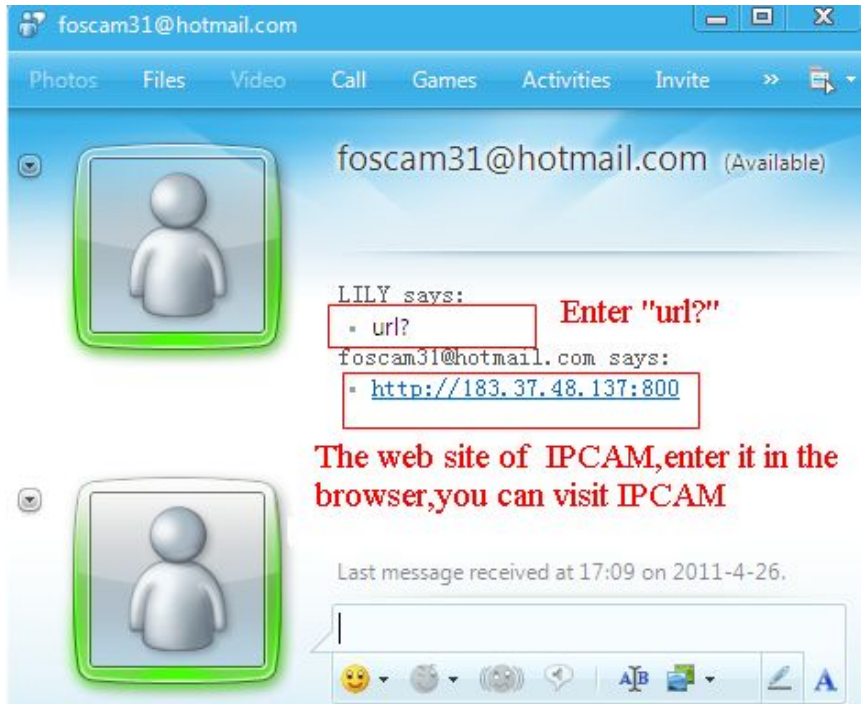 foscam31@hotmail.com
Photos Files Video Call Games Activities Invite »
foscam31@hotmail.com (Available)
LILY says:
url?
Enter "url?"
foscam31@hotmail.com says:
http://183.37.48.137:800
The web site of IPCAM,enter it in the
browser,you can visit IPCAM
Last message received at 17:09 on 2011-4-26.